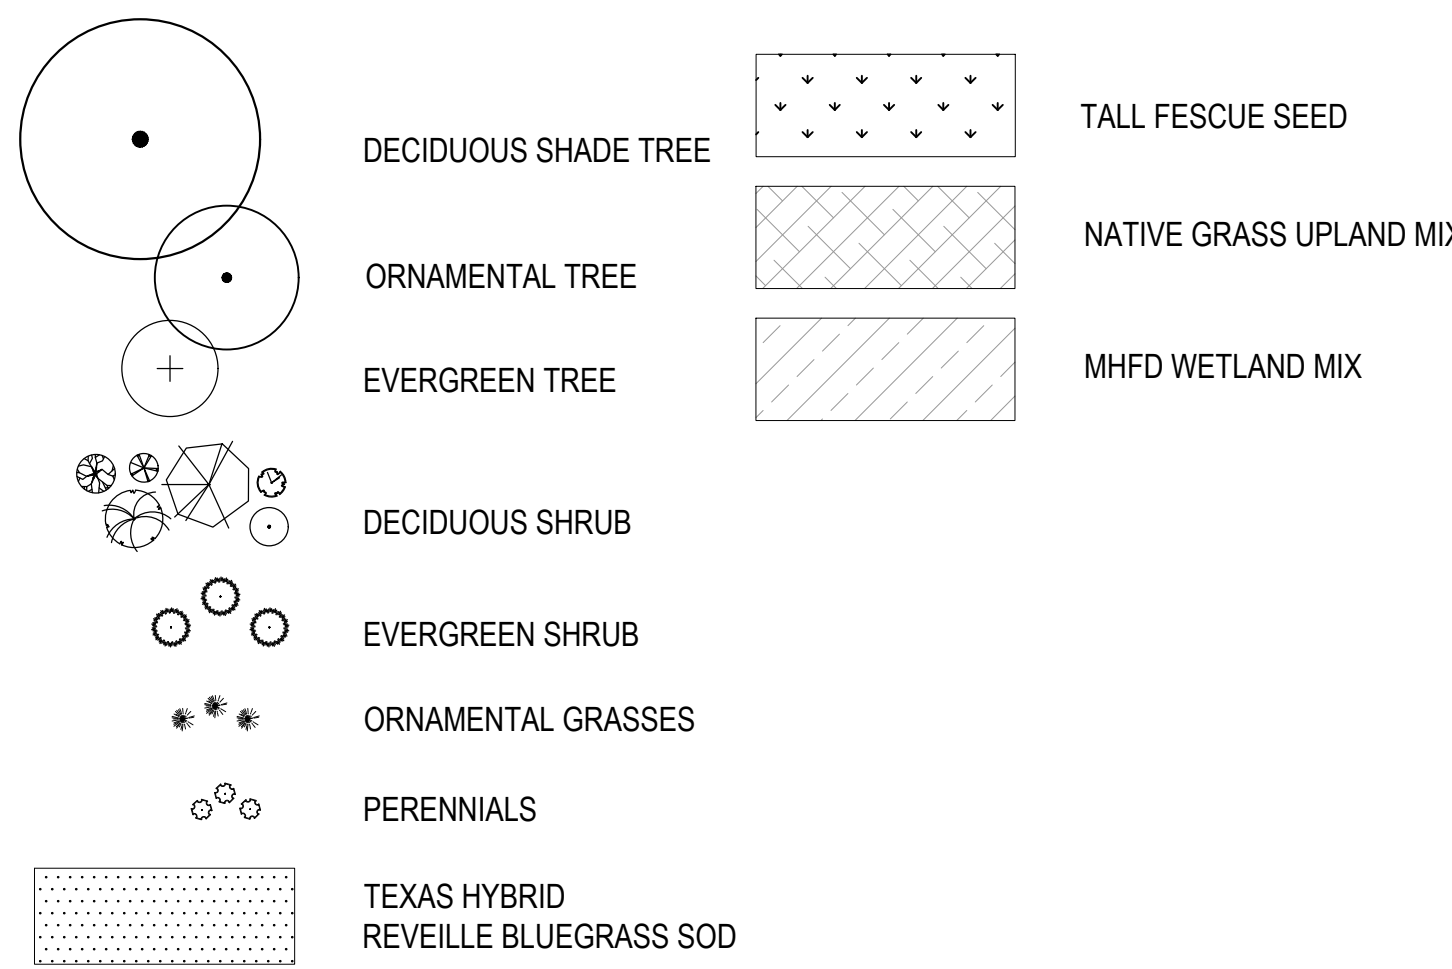 DECIDUOUS SHADE TREE
ORNAMENTAL TREE
EVERGREEN TREE
DECIDUOUS SHRUB
EVERGREEN SHRUB
ORNAMENTAL GRASSES
PERENNIALS
TEXAS HYBRID
REVEILLE BLUEGRASS SOD
TALL FESCUE SEED
NATIVE GRASS UPLAND MIX
MHFD WETLAND MIX